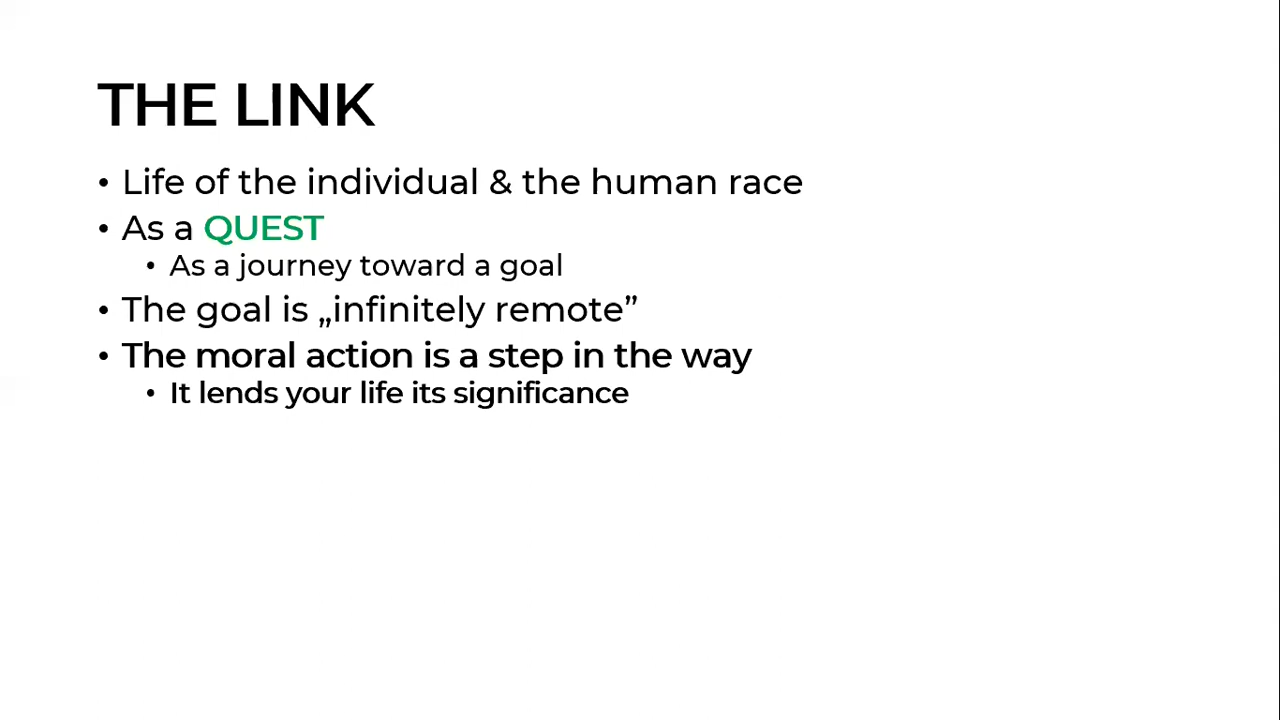 THE LINK
• Life of the individual & the human race
• As a QUEST
• As a journey toward a goal
• The goal is „infinitely remote”
• The moral action is a step in the way
• It lends your life its significance